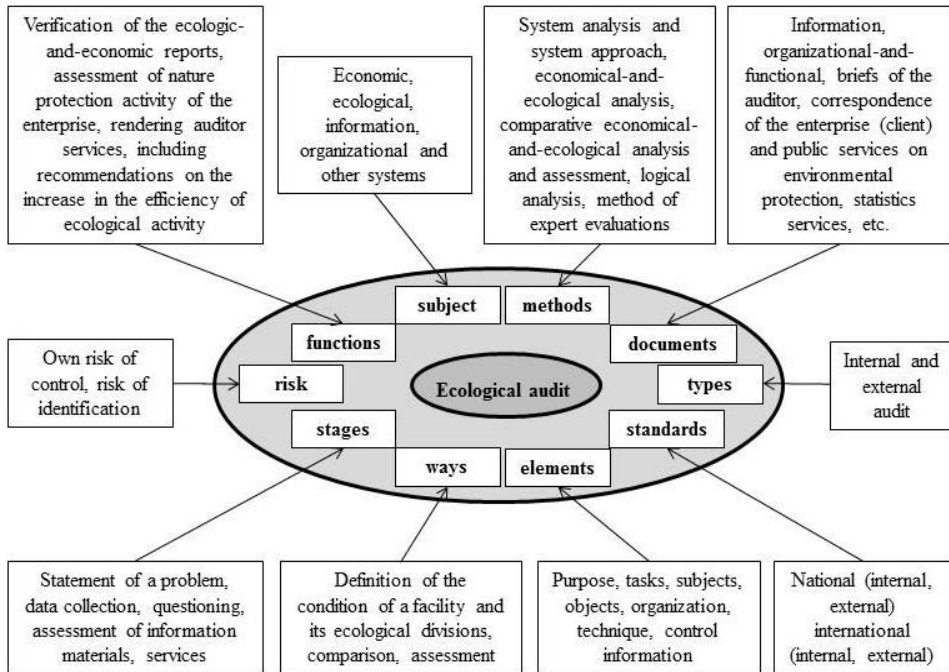 Verification of the ecologic-
and-economic reports,
assessment of nature
protection activity of the
enterprise, rendering auditor
services, including
recommendations on the
increase in the efficiency of
ecological activity
Economic,
ecological,
information,
organizational and
other systems
System analysis and
system approach,
economical-and-
ecological analysis,
comparative economical-
and-ecological analysis
and assessment, logical
analysis, method of
expert evaluations
Information,
organizational-and-
functional, briefs of the
auditor, correspondence
of the enterprise (client)
and public services on
environmental
protection, statistics
services, etc.
subject
methods
functions
documents
Own risk of
control, risk of
identification
risk
Ecological audit
types
Internal and
external
audit
stages
standards
ways
elements
Statement of a problem,
data collection, questioning,
assessment of information
materials, services
Definition of the
condition of a facility and
its ecological divisions,
comparison, assessment
Purpose, tasks, subjects,
objects, organization,
technique, control
information
National (internal,
external)
international
(internal, external)